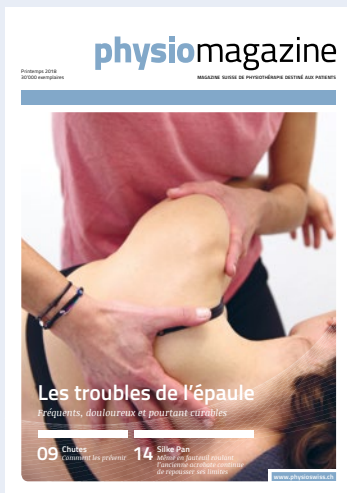 physiomagazine
Printemps 2018
30'000 exemplaires
MAGAZINE SUISSE DE PHYSIOTHÉRAPIE DESTINÉ AUX PATIENTS
Les troubles de l'épaule
Fréquents, douloureux et pourtant curables
09 Chutes
Comment les prévenir
14 Silke Pan
Même en fauteuil roulant
l'ancienne acrobate continue
de repousser ses limites
www.physioswiss.ch